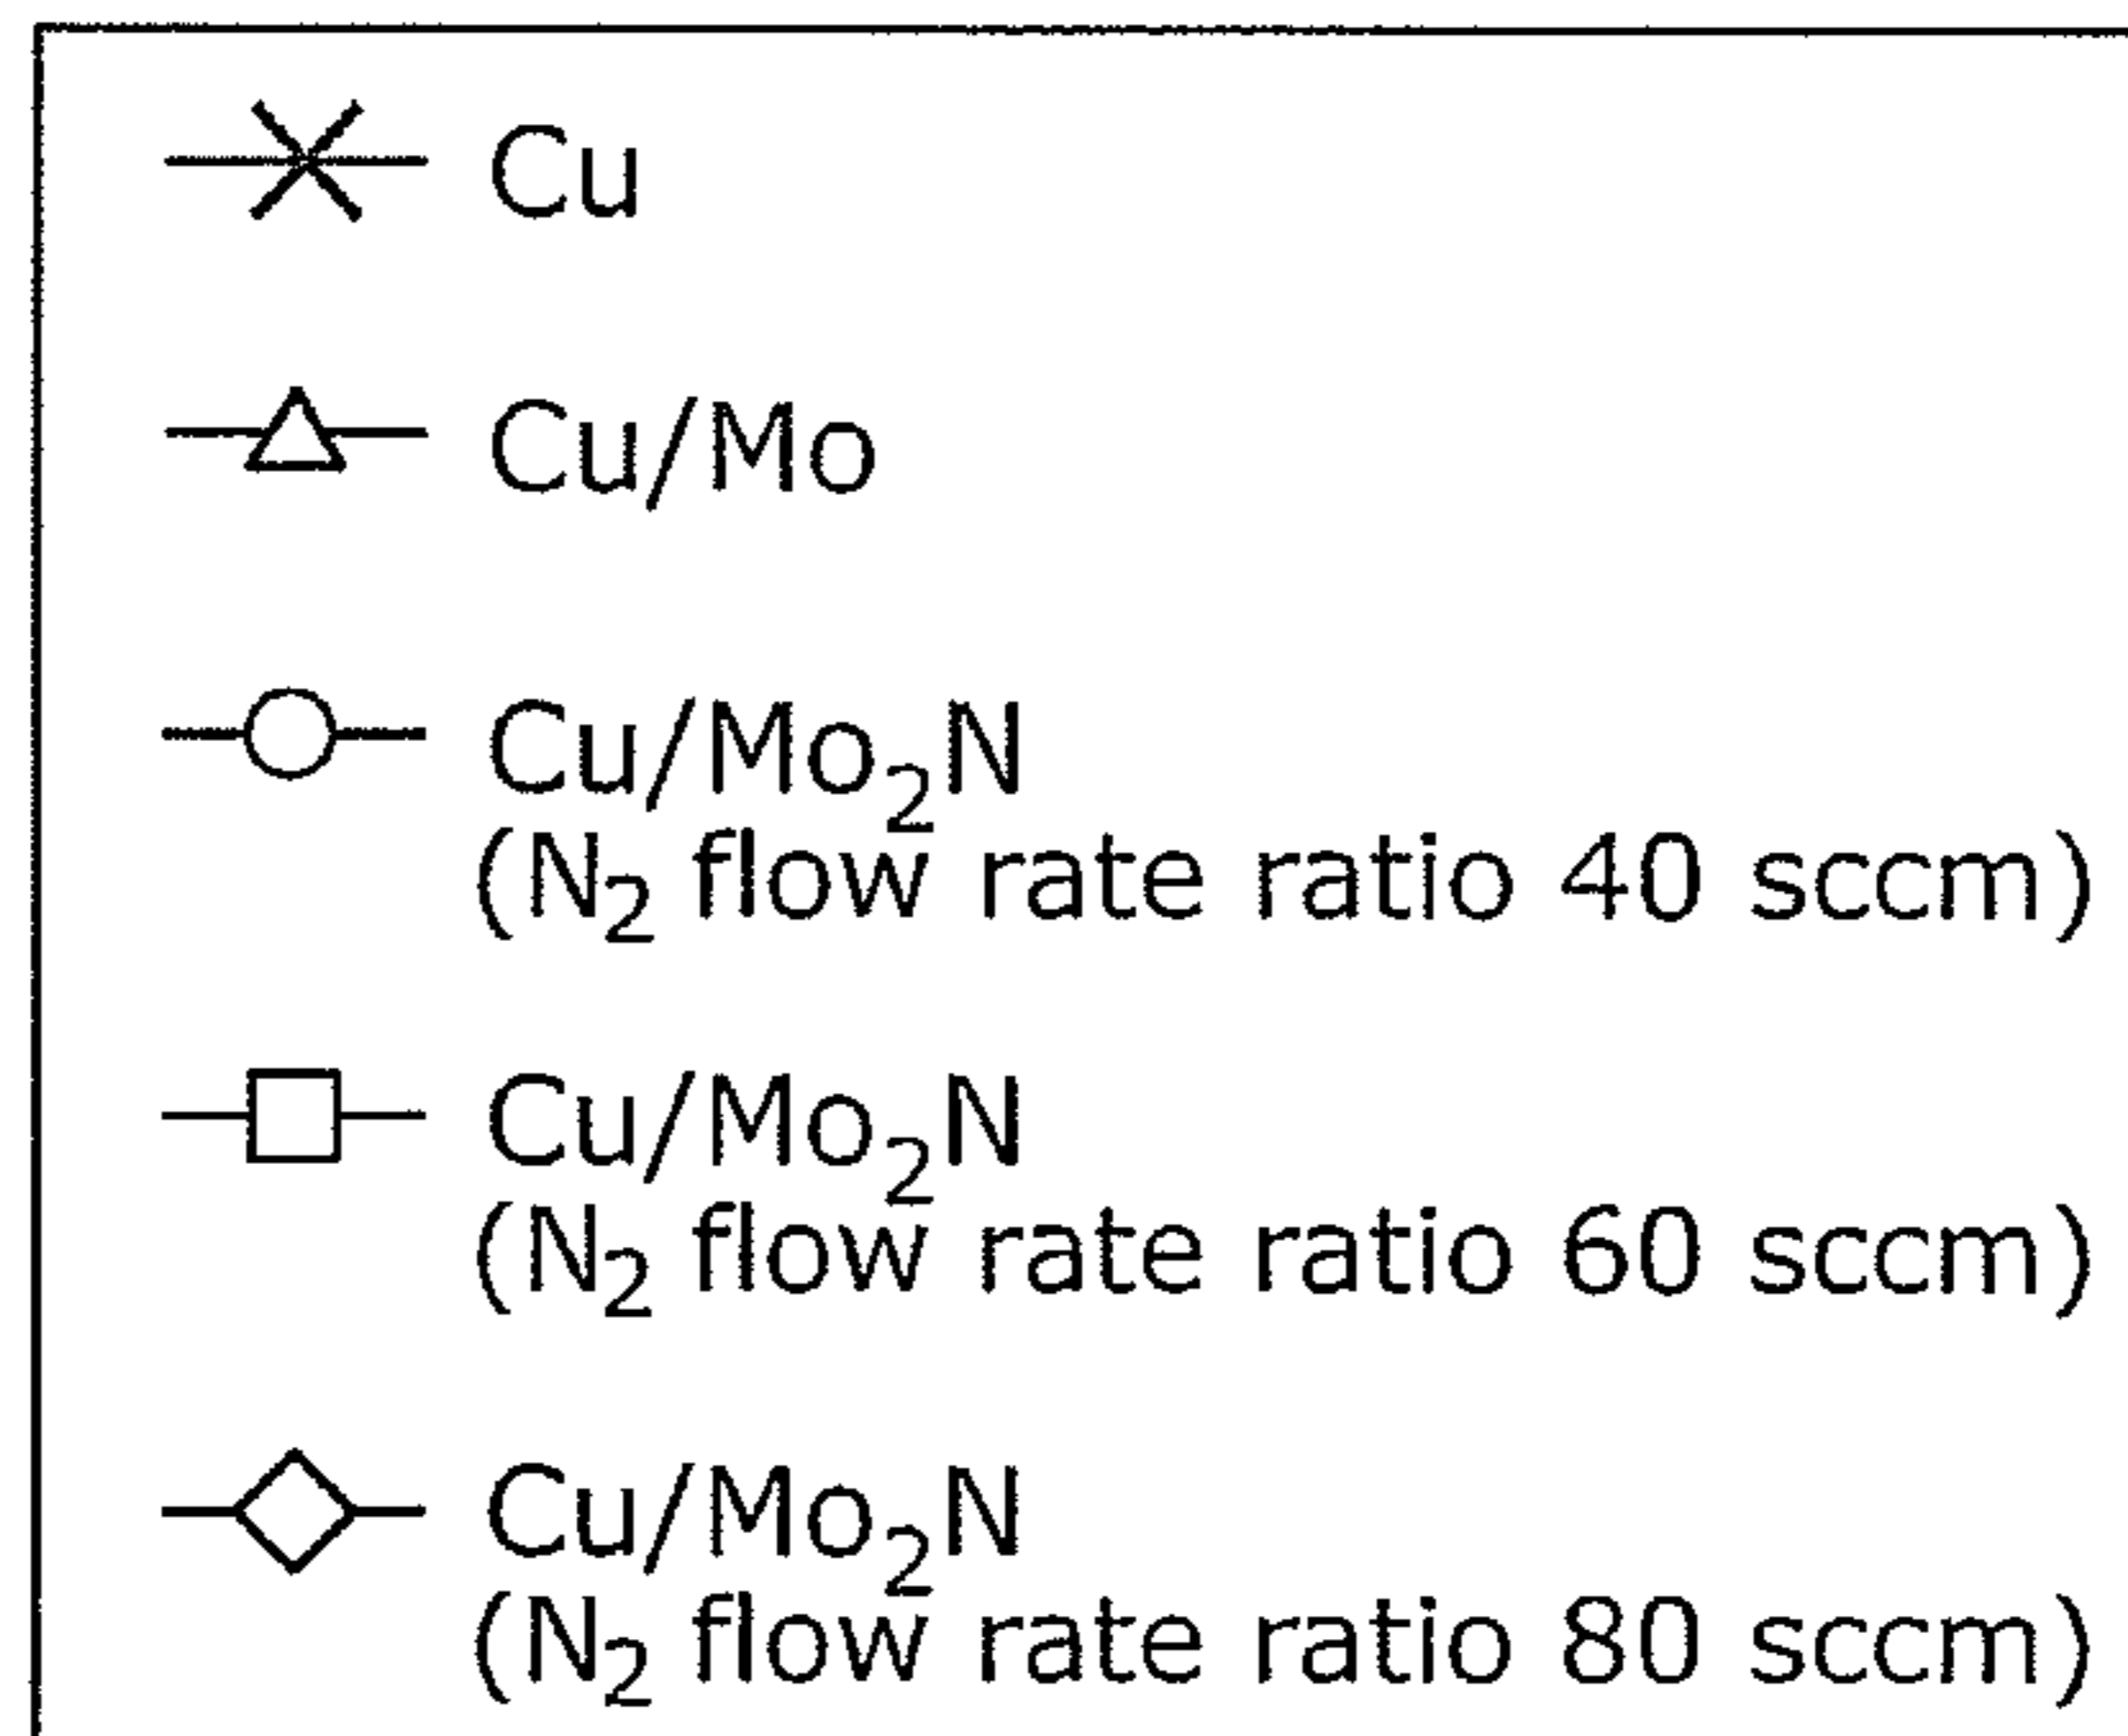 Cu
Cu/Mo
Cu/Mo₂N
(N₂ flow rate ratio 40 sccm)
Cu/Mo₂N
(N₂ flow rate ratio 60 sccm)
Cu/Mo₂N
(N₂ flow rate ratio 80 sccm)